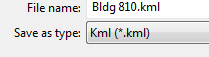 File name: Bldg 810.kml
Save as type: Kml (*.kml)